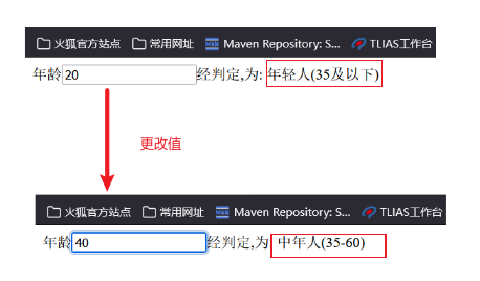 火狐官方站点 常用网址 Maven Repository: S... TLIAS工作台
年龄 20 经判定,为: 年轻人(35及以下)
更改值
火狐官方站点 常用网址 Maven Repository: S... TLIAS工作台
年龄 40 经判定,为 中年人(35-60)